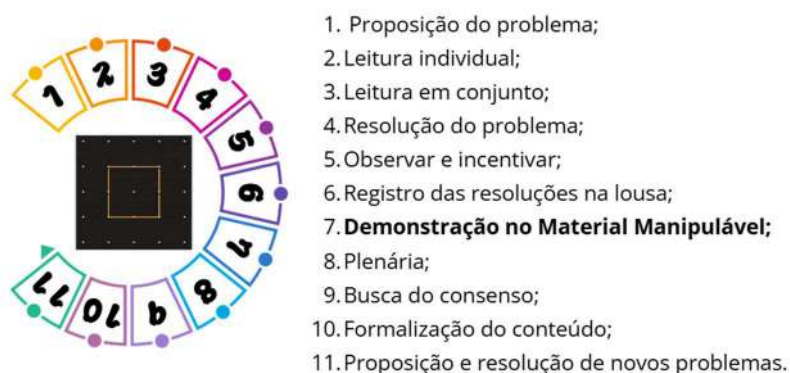 1
2
3
4
5
6
7
8
9
10
11
1. Proposição do problema;
2. Leitura individual;
3. Leitura em conjunto;
4. Resolução do problema;
5. Observar e incentivar;
6. Registro das resoluções na lousa;
7. Demonstração no Material Manipulável;
8. Plenária;
9. Busca do consenso;
10. Formalização do conteúdo;
11. Proposição e resolução de novos problemas.